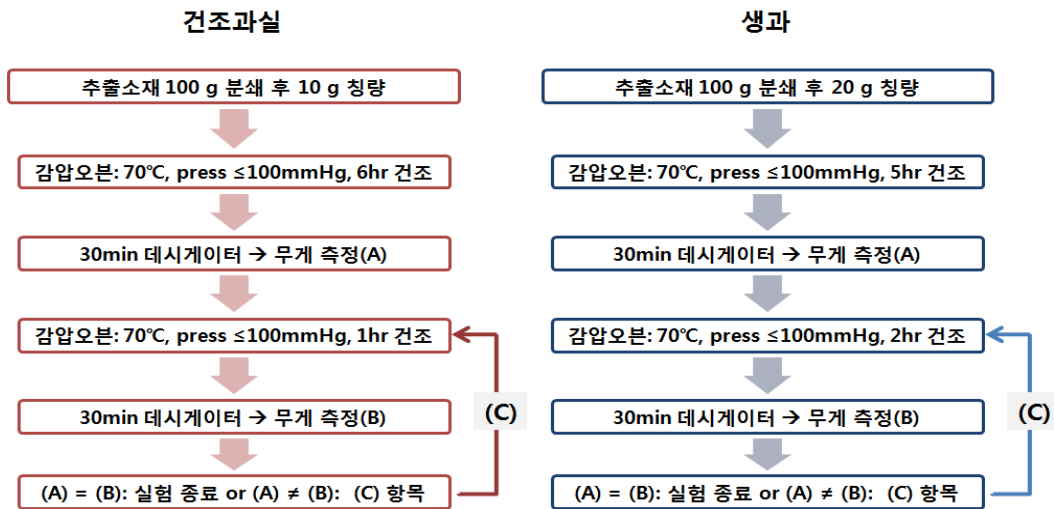 건조과실
추출소재 100 g 분쇄 후 10 g 칭량
감압오븐: 70℃, press ≤100mmHg, 6hr 건조
30min 데시게이터 → 무게 측정(A)
감압오븐: 70℃, press ≤100mmHg, 1hr 건조
30min 데시게이터 → 무게 측정(B)
(A) = (B): 실험 종료 or (A) ≠ (B): (C) 항목
(C)
생과
추출소재 100 g 분쇄 후 20 g 칭량
감압오븐: 70℃, press ≤100mmHg, 5hr 건조
30min 데시게이터 → 무게 측정(A)
감압오븐: 70℃, press ≤100mmHg, 2hr 건조
30min 데시게이터 → 무게 측정(B)
(A) = (B): 실험 종료 or (A) ≠ (B): (C) 항목
(C)